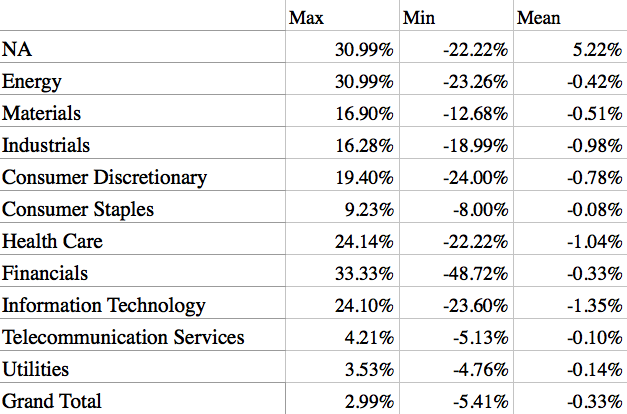 Max Min Mean
NA 30.99% -22.22% 5.22%
Energy 30.99% -23.26% -0.42%
Materials 16.90% -12.68% -0.51%
Industrials 16.28% -18.99% -0.98%
Consumer Discretionary 19.40% -24.00% -0.78%
Consumer Staples 9.23% -8.00% -0.08%
Health Care 24.14% -22.22% -1.04%
Financials 33.33% -48.72% -0.33%
Information Technology 24.10% -23.60% -1.35%
Telecommunication Services 4.21% -5.13% -0.10%
Utilities 3.53% -4.76% -0.14%
Grand Total 2.99% -5.41% -0.33%